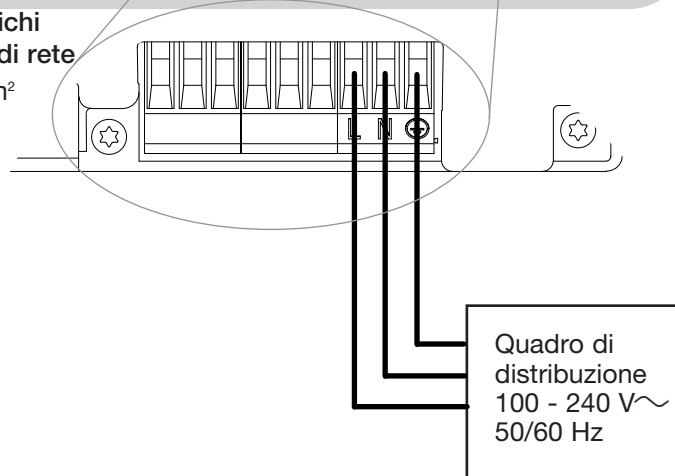 ichi
di rete
L N
Quadro di
distribuzione
100 - 240 V~
50/60 Hz